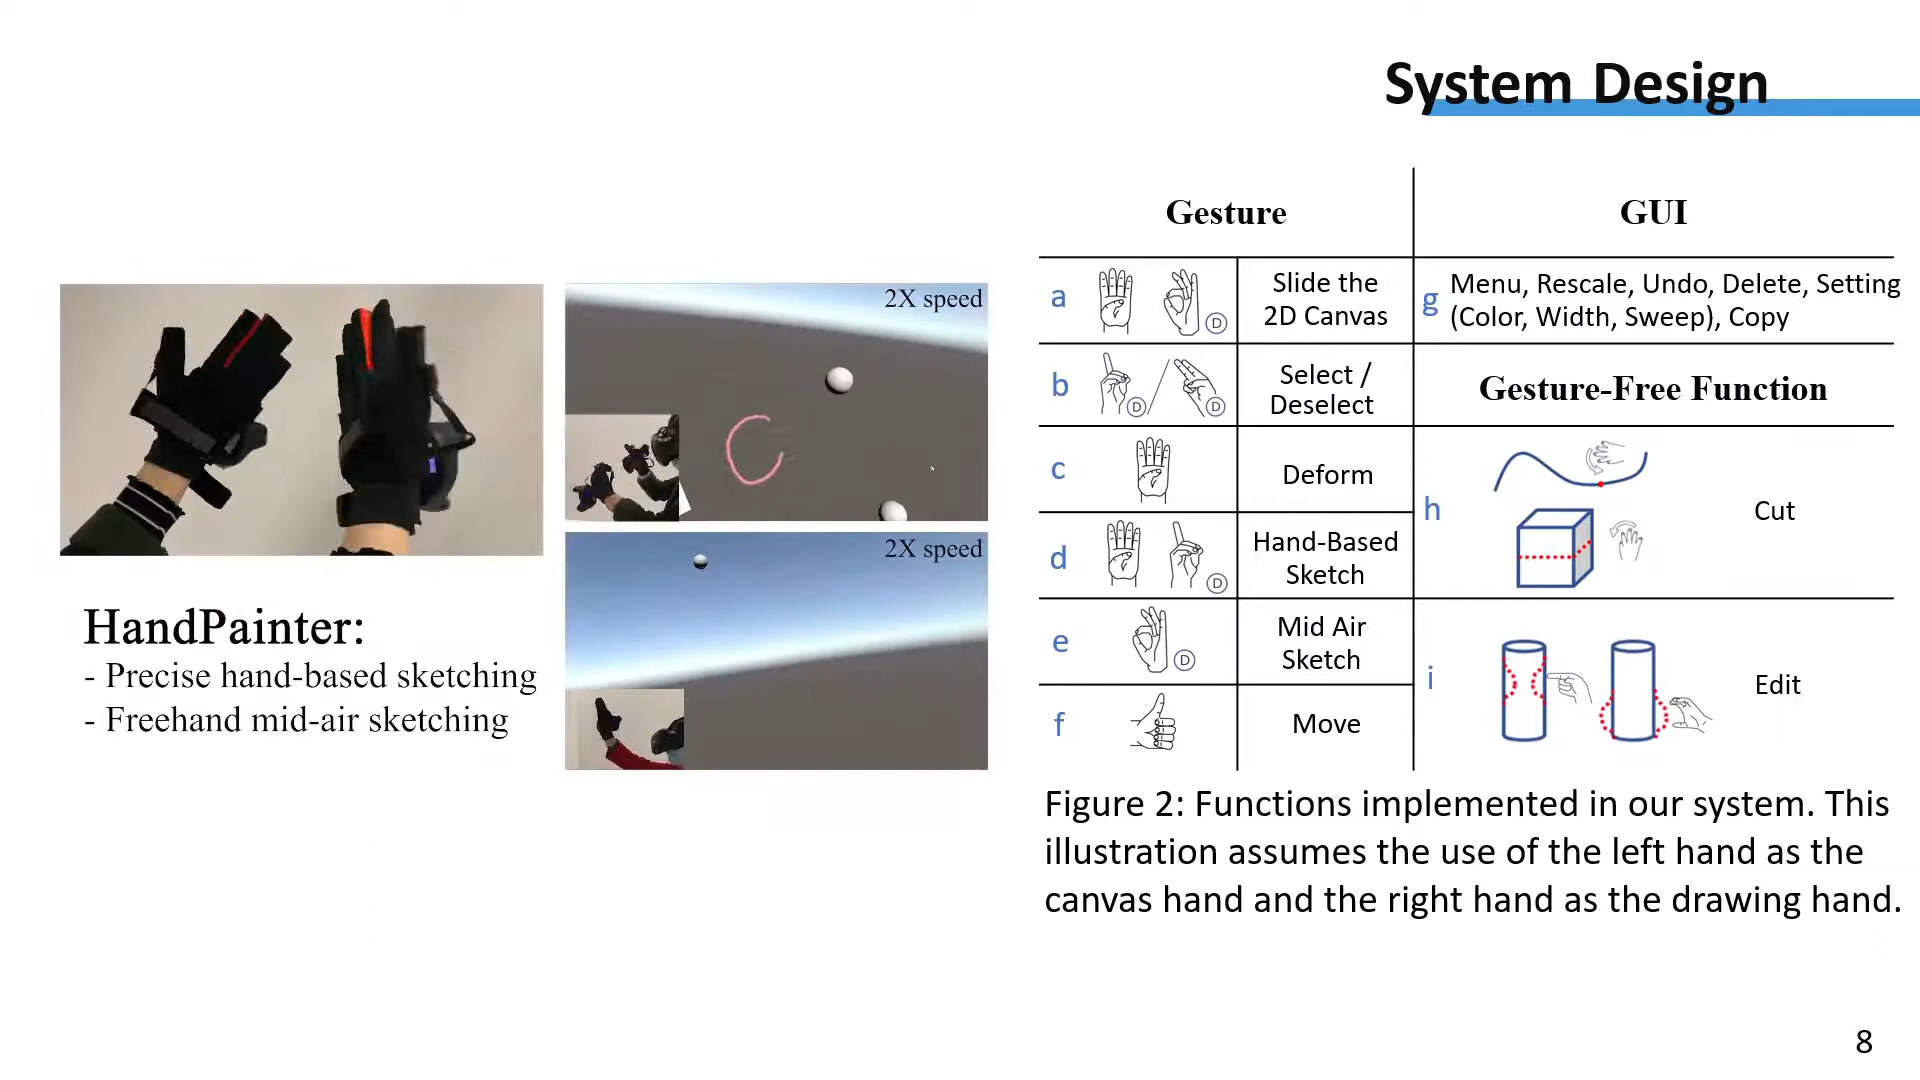 System Design
2X speed
2X speed
HandPainter:
- Precise hand-based sketching
- Freehand mid-air sketching
Gesture
GUI
a
D
Slide the
2D Canvas
g
Menu, Rescale, Undo, Delete, Setting
(Color, Width, Sweep), Copy
b
D
D
Select /
Deselect
Gesture-Free Function
c
Deform
h
Cut
d
D
Hand-Based
Sketch
e
D
Mid Air
Sketch
i
Edit
f
Move
Figure 2: Functions implemented in our system. This
illustration assumes the use of the left hand as the
canvas hand and the right hand as the drawing hand.
8